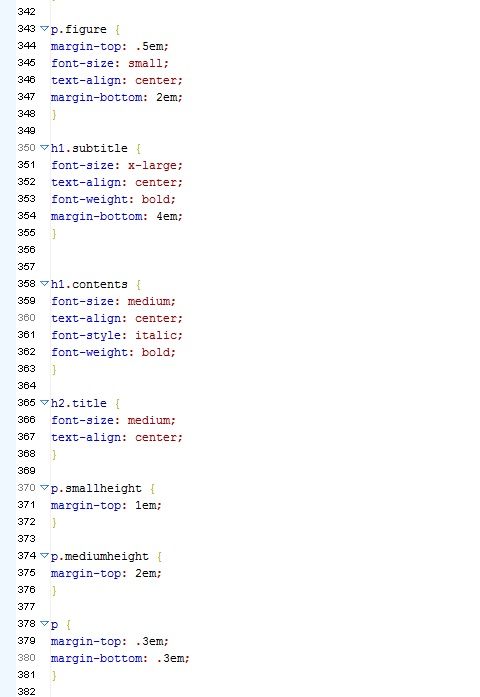 342
343 p.figure {
344 margin-top: .5em;
345 font-size: small;
346 text-align: center;
347 margin-bottom: 2em;
348 }
349
350 h1.subtitle {
351 font-size: x-large;
352 text-align: center;
353 font-weight: bold;
354 margin-bottom: 4em;
355 }
356
357
358 h1.contents {
359 font-size: medium;
360 text-align: center;
361 font-style: italic;
362 font-weight: bold;
363 }
364
365 h2.title {
366 font-size: medium;
367 text-align: center;
368 }
369
370 p.smallheight {
371 margin-top: 1em;
372 }
373
374 p.mediumheight {
375 margin-top: 2em;
376 }
377
378 p {
379 margin-top: .3em;
380 margin-bottom: .3em;
381 }
382